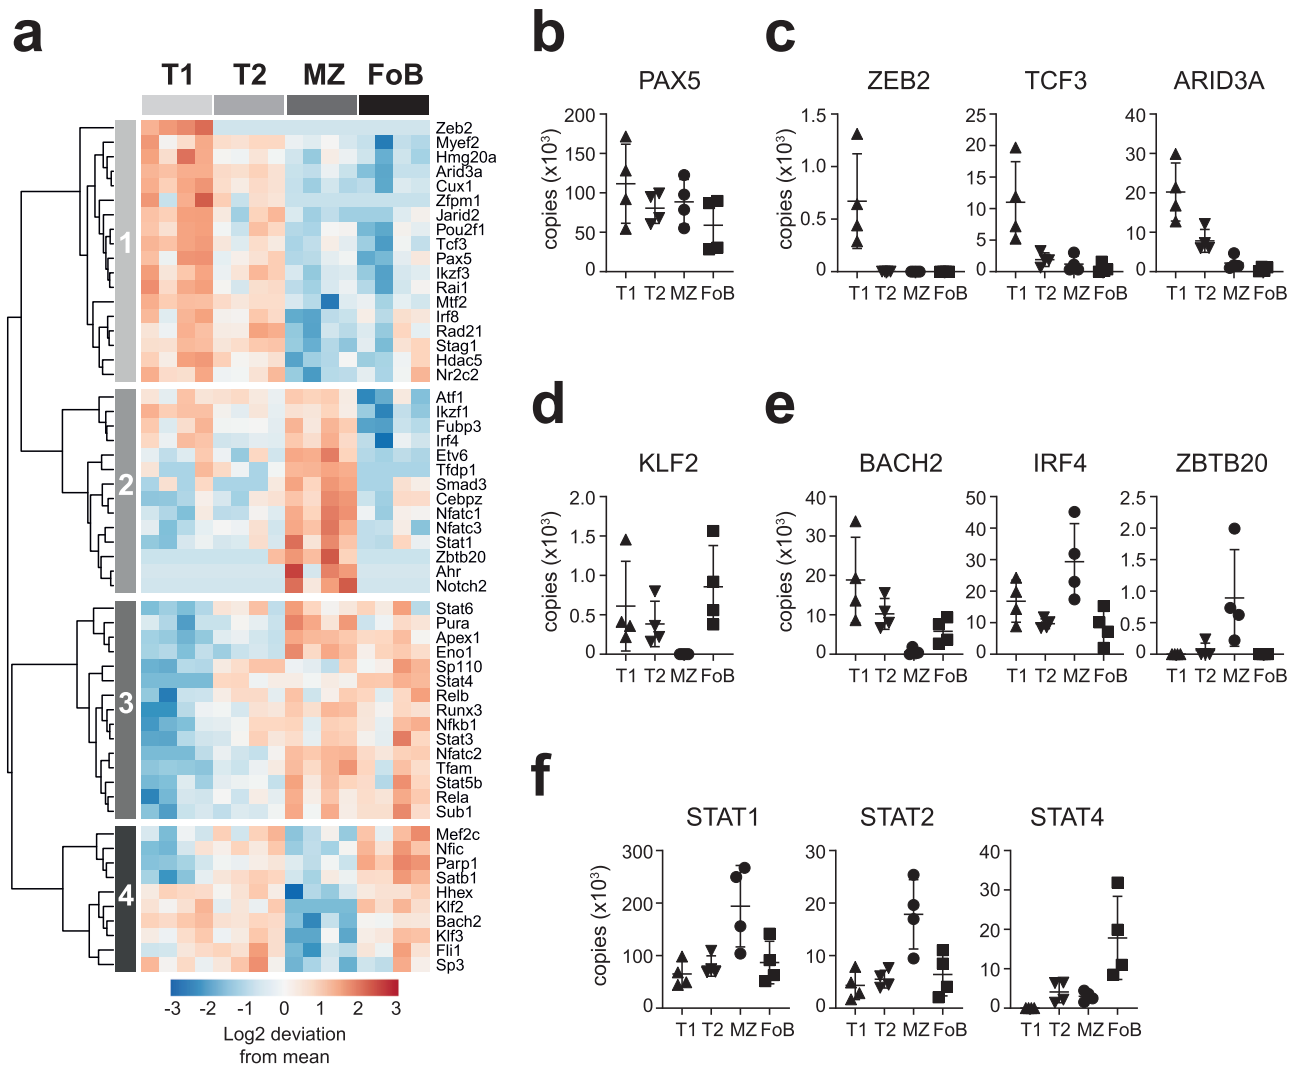 a
T1 T2 MZ FoB
1
Zeb2
Myef2
Hmg20a
Arid3a
Cux1
Zfpm1
Jarid2
Pou2f1
Tcf3
Pax5
Ikzf3
Rai1
Mtf2
Irf8
Rad21
Stag1
Hdac5
Nr2c2
2
Atf1
Ikzf1
Fubp3
Irf4
Etv6
Tfdp1
Smad3
Cebpz
Nfatc1
Nfatc3
Stat1
Zbtb20
Ahr
Notch2
3
Stat6
Pura
Apex1
Eno1
Sp110
Stat4
Relb
Runx3
Nfkb1
Stat3
Nfatc2
Tfam
Stat5b
Rela
Sub1
4
Mef2c
Nfic
Parp1
Satb1
Hhex
Klf2
Bach2
Klf3
Fli1
Sp3
-3 -2 -1 0 1 2 3
Log2 deviation
from mean
b
PAX5
copies (x10³)
200
150
100
50
0
T1 T2 MZ FoB
c
ZEB2
copies (x10³)
1.5
1.0
0.5
0
T1 T2 MZ FoB
TCF3
25
20
15
10
5
0
T1 T2 MZ FoB
ARID3A
40
30
20
10
0
T1 T2 MZ FoB
d
KLF2
copies (x10³)
2.0
1.5
1.0
0.5
0
T1 T2 MZ FoB
e
BACH2
copies (x10³)
40
30
20
10
0
T1 T2 MZ FoB
IRF4
50
40
30
20
10
0
T1 T2 MZ FoB
ZBTB20
2.5
2.0
1.5
1.0
0.5
0
T1 T2 MZ FoB
f
STAT1
copies (x10³)
300
200
100
0
T1 T2 MZ FoB
STAT2
30
20
10
0
T1 T2 MZ FoB
STAT4
40
30
20
10
0
T1 T2 MZ FoB